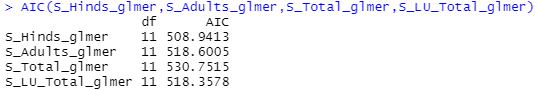 > AIC(S_Hinds_glmer,S_Adults_glmer,S_Total_glmer,S_LU_Total_glmer)
df AIC
S_Hinds_glmer 11 508.9413
S_Adults_glmer 11 518.6005
S_Total_glmer 11 530.7515
S_LU_Total_glmer 11 518.3578